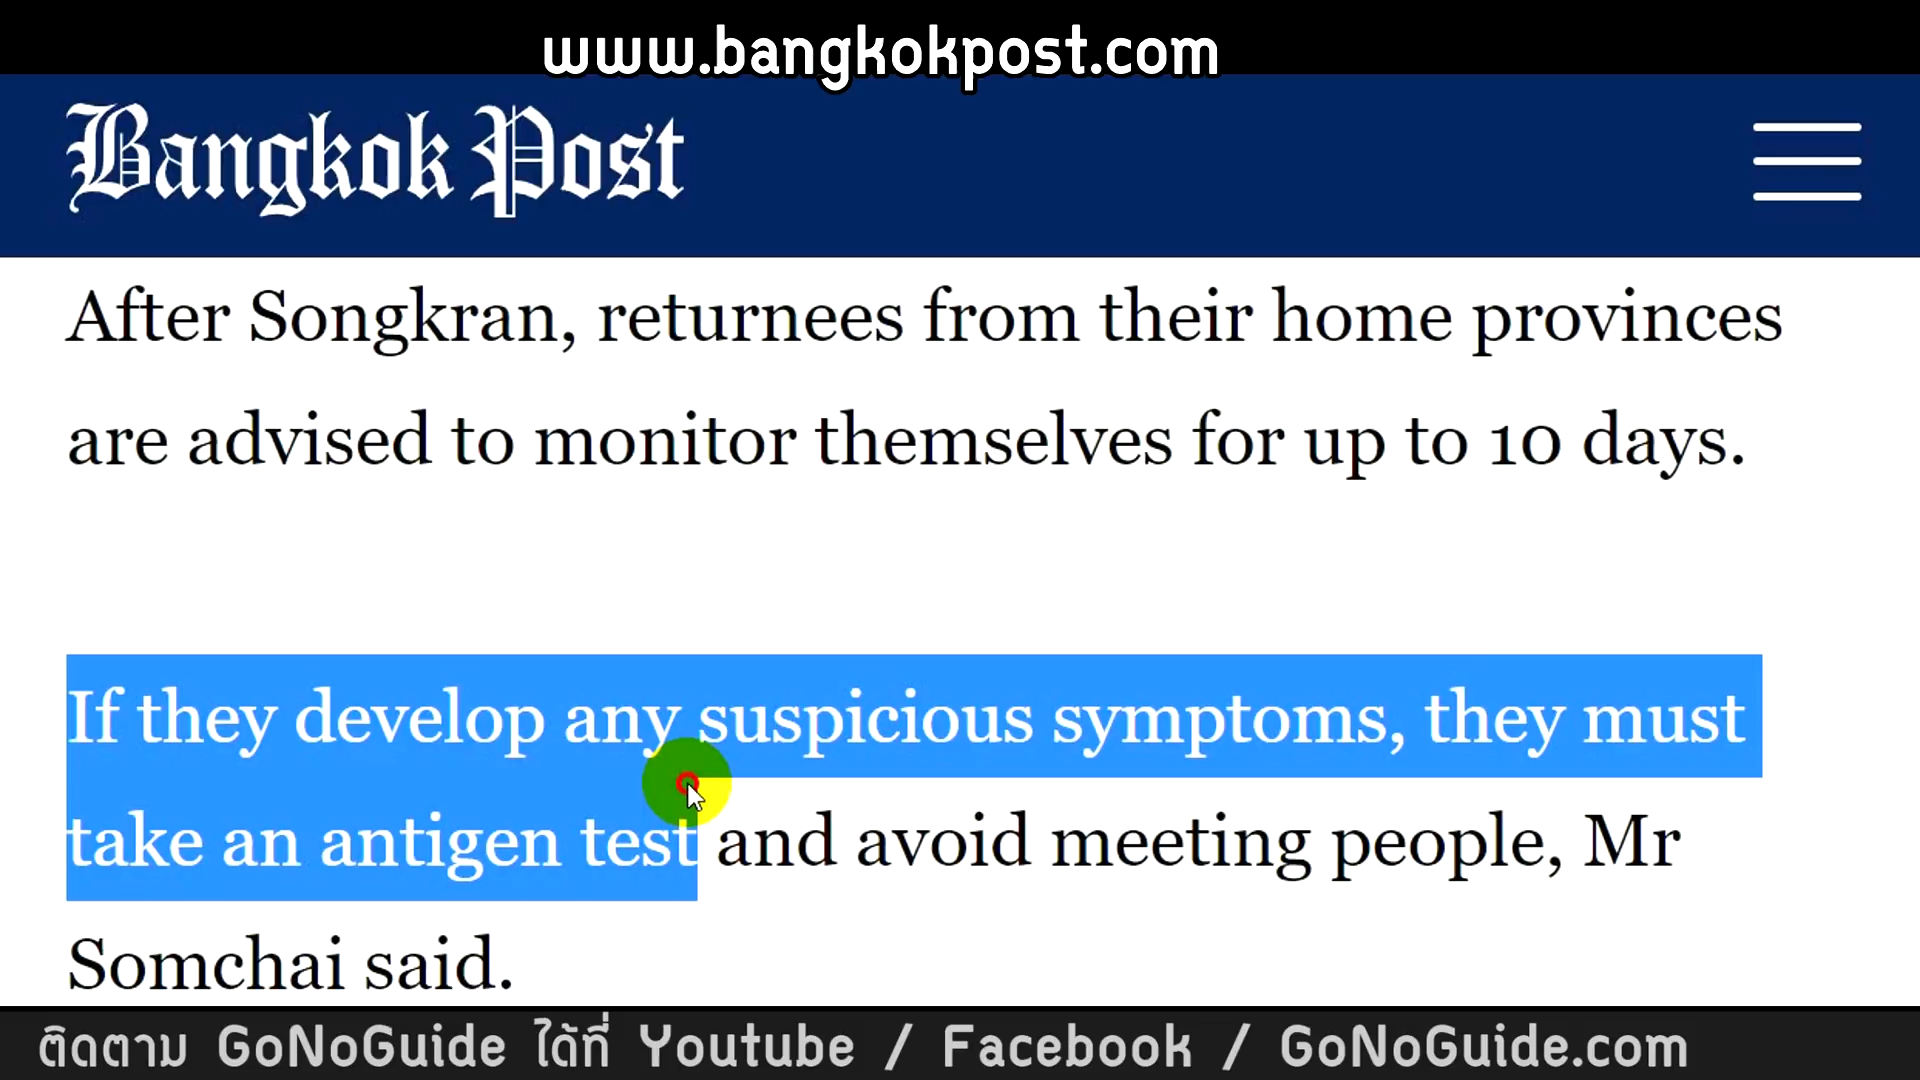 www.bangkokpost.com
Bangkok Post
After Songkran, returnees from their home provinces
are advised to monitor themselves for up to 10 days.
If they develop any suspicious symptoms, they must
take an antigen test and avoid meeting people, Mr
Somchai said.
ติดตาม GoNoGuide ได้ที่ Youtube / Facebook / GoNoGuide.com